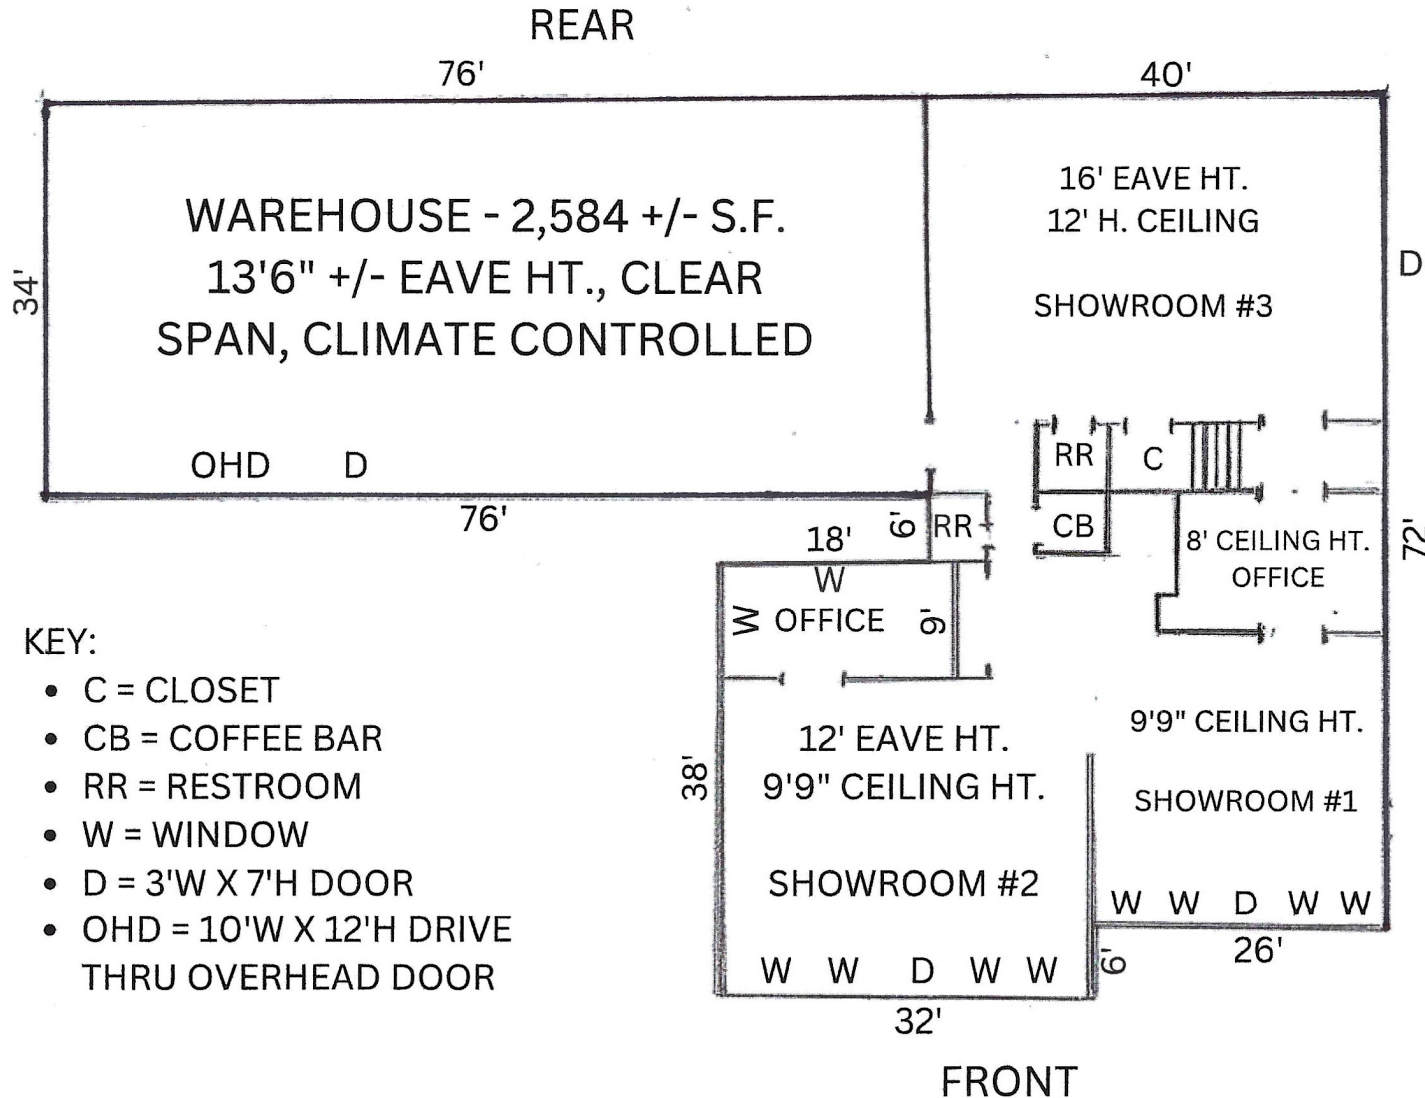 REAR
76'
40'
WAREHOUSE - 2,584 +/- S.F.
13'6" +/- EAVE HT., CLEAR
SPAN, CLIMATE CONTROLLED
34'
OHD
D
76'
16' EAVE HT.
12' H. CEILING
SHOWROOM #3
D
RR
C
6'
RR
CB
18'
W
W
OFFICE
9'
8' CEILING HT.
OFFICE
72'
KEY:
• C = CLOSET
• CB = COFFEE BAR
• RR = RESTROOM
• W = WINDOW
• D = 3'W X 7'H DOOR
• OHD = 10'W X 12'H DRIVE
THRU OVERHEAD DOOR
38'
12' EAVE HT.
9'9" CEILING HT.
SHOWROOM #2
W W D W W
32'
9'9" CEILING HT.
SHOWROOM #1
W W D W W
6'
26'
FRONT